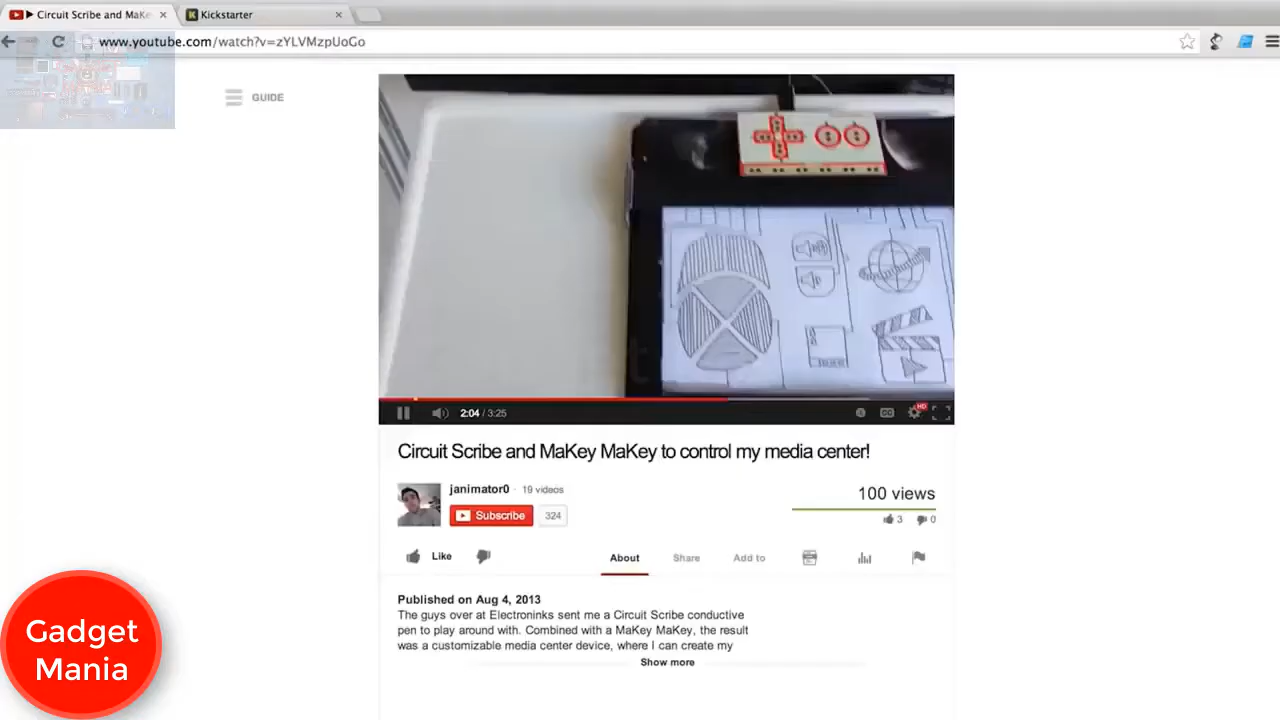 Circuit Scribe and MaKe
Kickstarter
www.youtube.com/watch?v=zYLVMzpUoGo
GUIDE
2:04 / 3:25
CC
HD
Circuit Scribe and MaKey MaKey to control my media center!
janimator0 · 19 videos
100 views
Subscribe
324
3
0
Like
About
Share
Add to
Published on Aug 4, 2013
The guys over at Electroninks sent me a Circuit Scribe conductive
pen to play around with. Combined with a MaKey MaKey, the result
was a customizable media center device, where I can create my
Show more
Gadget
Mania